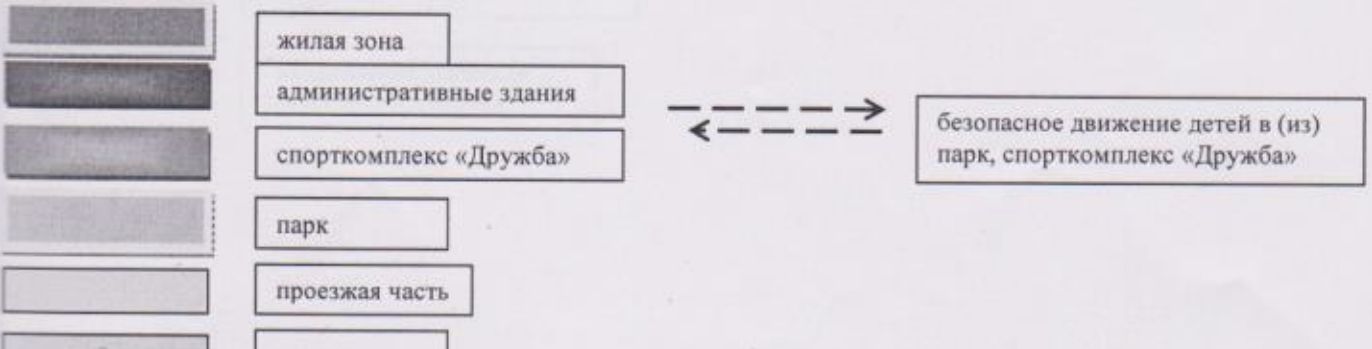 жилая зона
административные здания
спорткомплекс «Дружба»
парк
проезжая часть
безопасное движение детей в (из)
парк, спорткомплекс «Дружба»